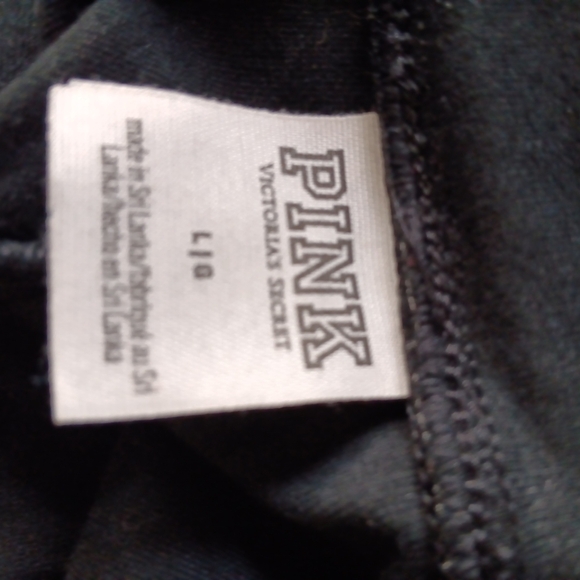 PINK
VICTORIA'S SECRET
L|G
made in Sri Lanka/fabriqué au Sri
Lanka/hecho en Sri Lanka